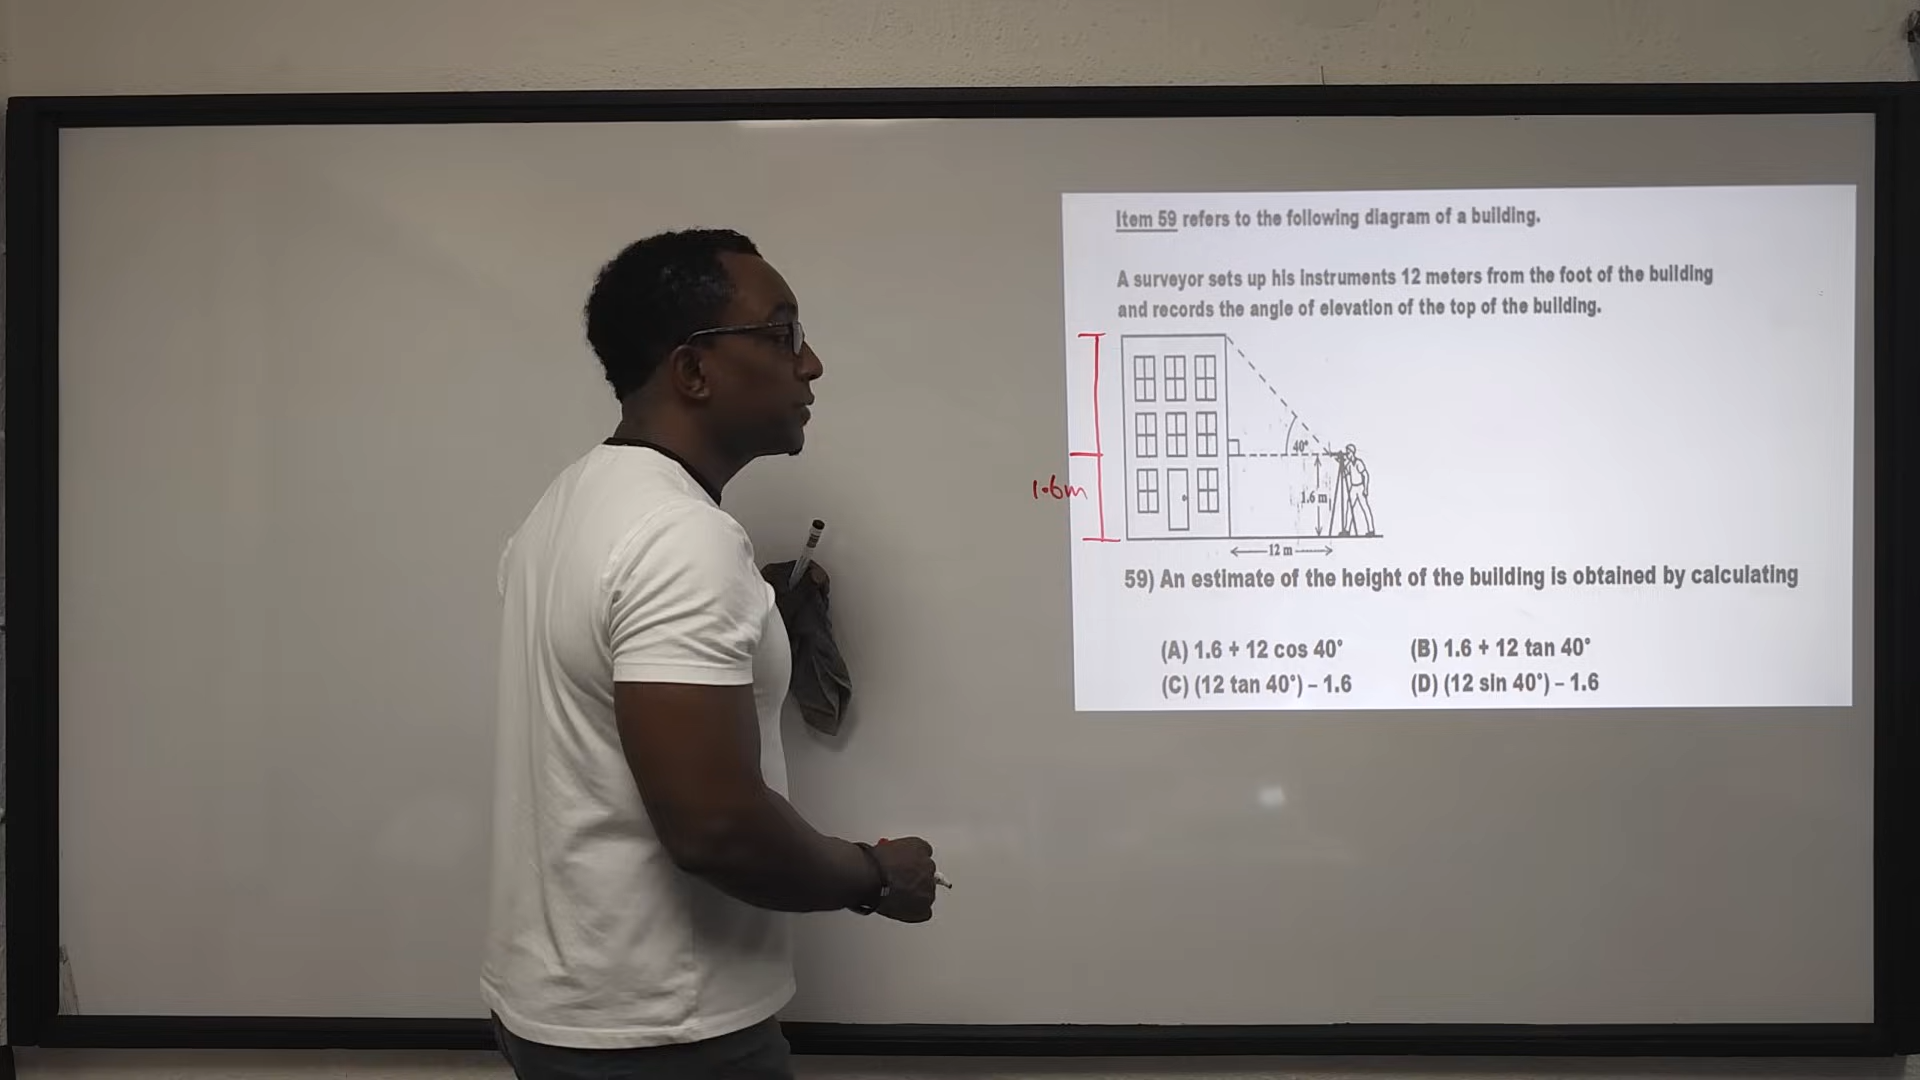 Item 59 refers to the following diagram of a building.
A surveyor sets up his instruments 12 meters from the foot of the building
and records the angle of elevation of the top of the building.
40°
1.6m
1.6 m
12 m
59) An estimate of the height of the building is obtained by calculating
(A) 1.6 + 12 cos 40° (B) 1.6 + 12 tan 40°
(C) (12 tan 40°) – 1.6 (D) (12 sin 40°) – 1.6